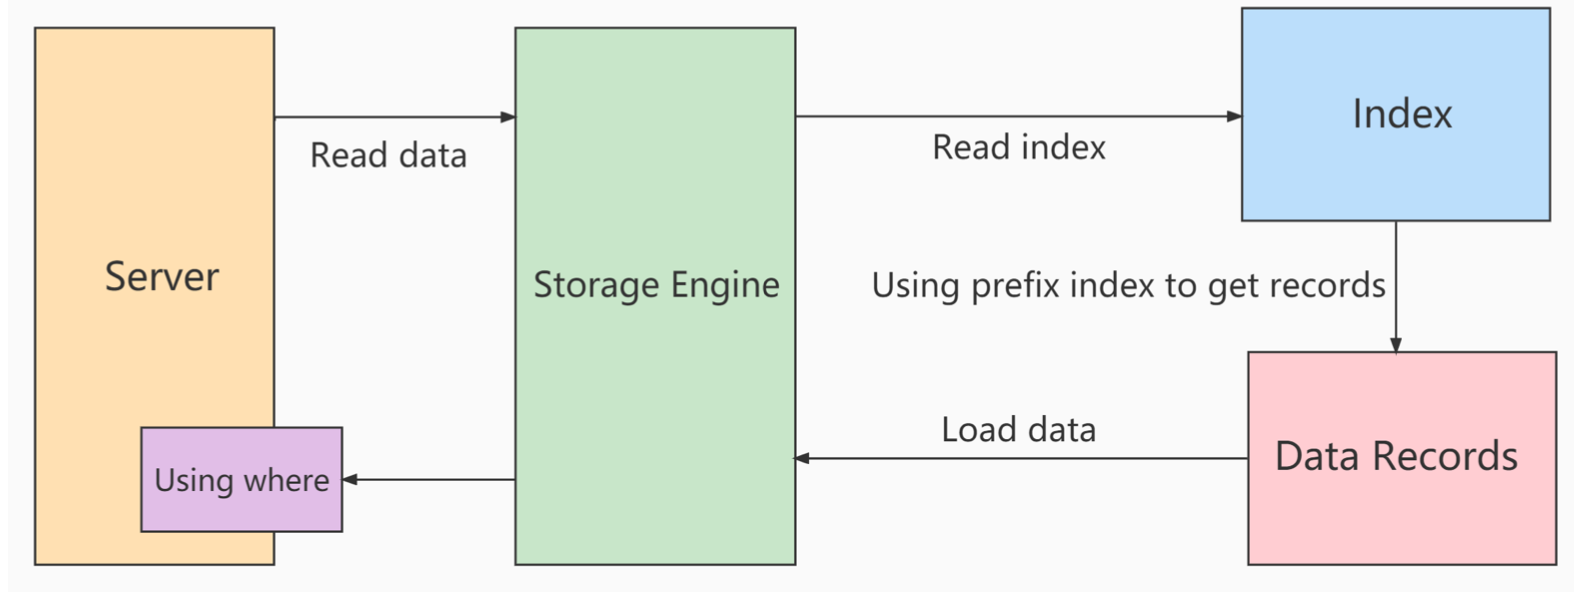 Server
Read data
Storage Engine
Read index
Index
Using prefix index to get records
Data Records
Load data
Using where